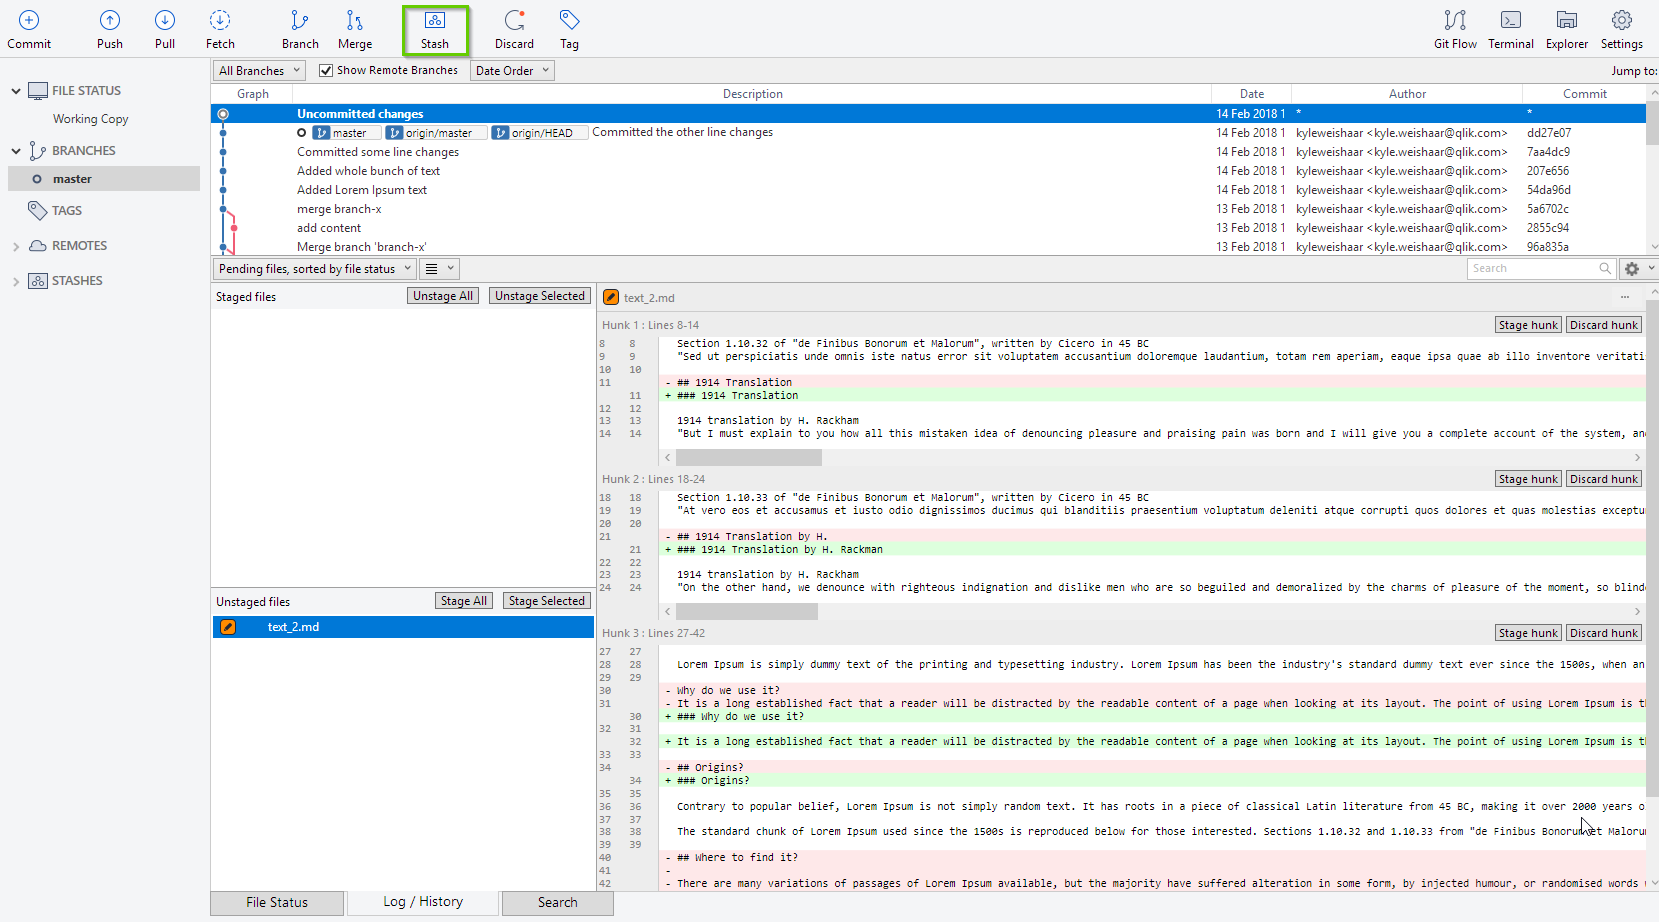 Commit Push Pull Fetch Branch Merge Stash Discard Tag Git Flow Terminal Explorer Settings
FILE STATUS
Working Copy
BRANCHES
master
TAGS
REMOTES
STASHES
All Branches Show Remote Branches Date Order Jump to:
Graph Description Date Author Commit
Uncommitted changes 14 Feb 2018 1 * *
master origin/master origin/HEAD Committed the other line changes 14 Feb 2018 1 kyleweishaar <kyle.weishaar@qlik.com> dd27e07
Committed some line changes 14 Feb 2018 1 kyleweishaar <kyle.weishaar@qlik.com> 7aa4dc9
Added whole bunch of text 14 Feb 2018 1 kyleweishaar <kyle.weishaar@qlik.com> 207e656
Added Lorem Ipsum text 14 Feb 2018 1 kyleweishaar <kyle.weishaar@qlik.com> 54da96d
merge branch-x 13 Feb 2018 1 kyleweishaar <kyle.weishaar@qlik.com> 5a6702c
add content 13 Feb 2018 1 kyleweishaar <kyle.weishaar@qlik.com> 2855c94
Merge branch 'branch-x' 13 Feb 2018 1 kyleweishaar <kyle.weishaar@qlik.com> 96a835a
Pending files, sorted by file status Search
Staged files Unstage All Unstage Selected
Unstaged files Stage All Stage Selected
text_2.md
text_2.md ...
Hunk 1 : Lines 8-14 Stage hunk Discard hunk
8 8 Section 1.10.32 of "de Finibus Bonorum et Malorum", written by Cicero in 45 BC
9 9 "Sed ut perspiciatis unde omnis iste natus error sit voluptatem accusantium doloremque laudantium, totam rem aperiam, eaque ipsa quae ab illo inventore veritati
10 10
11 - ## 1914 Translation
11 + ### 1914 Translation
12 12
13 13 1914 translation by H. Rackham
14 14 "But I must explain to you how all this mistaken idea of denouncing pleasure and praising pain was born and I will give you a complete account of the system, an
Hunk 2 : Lines 18-24 Stage hunk Discard hunk
18 18 Section 1.10.33 of "de Finibus Bonorum et Malorum", written by Cicero in 45 BC
19 19 "At vero eos et accusamus et iusto odio dignissimos ducimus qui blanditiis praesentium voluptatum deleniti atque corrupti quos dolores et quas molestias exceptu
20 20
21 - ## 1914 Translation by H.
21 + ### 1914 Translation by H. Rackman
22 22
23 23 1914 translation by H. Rackham
24 24 "On the other hand, we denounce with righteous indignation and dislike men who are so beguiled and demoralized by the charms of pleasure of the moment, so blind
Hunk 3 : Lines 27-42 Stage hunk Discard hunk
27 27
28 28 Lorem Ipsum is simply dummy text of the printing and typesetting industry. Lorem Ipsum has been the industry's standard dummy text ever since the 1500s, when an
29 29
30 - Why do we use it?
31 - It is a long established fact that a reader will be distracted by the readable content of a page when looking at its layout. The point of using Lorem Ipsum is t
30 + ### Why do we use it?
32 31
32 + It is a long established fact that a reader will be distracted by the readable content of a page when looking at its layout. The point of using Lorem Ipsum is t
33 33
34 - ## Origins?
34 + ### Origins?
35 35
36 36 Contrary to popular belief, Lorem Ipsum is not simply random text. It has roots in a piece of classical Latin literature from 45 BC, making it over 2000 years o
37 37
38 38 The standard chunk of Lorem Ipsum used since the 1500s is reproduced below for those interested. Sections 1.10.32 and 1.10.33 from "de Finibus Bonorum et Maloru
39 39
40 - ## Where to find it?
41 -
42 - There are many variations of passages of Lorem Ipsum available, but the majority have suffered alteration in some form, by injected humour, or randomised words
File Status Log / History Search